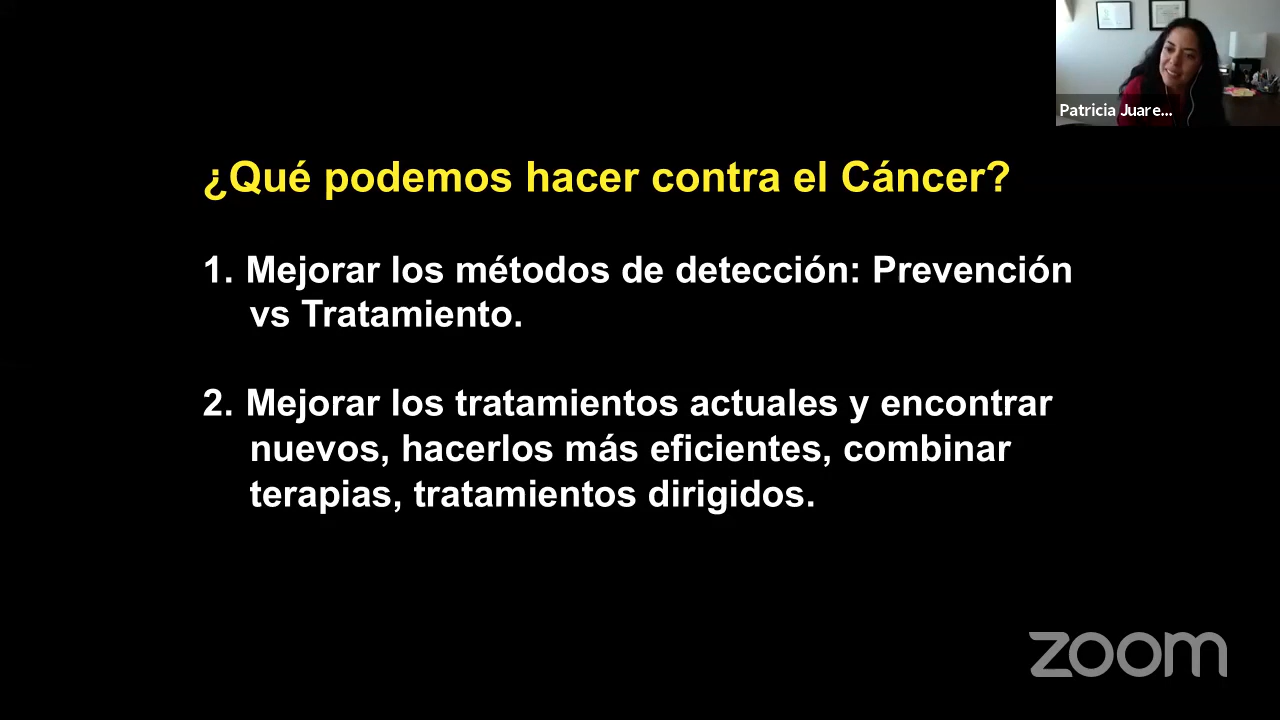 Patricia Juare...
¿Qué podemos hacer contra el Cáncer?
1. Mejorar los métodos de detección: Prevención
vs Tratamiento.
2. Mejorar los tratamientos actuales y encontrar
nuevos, hacerlos más eficientes, combinar
terapias, tratamientos dirigidos.
zoom